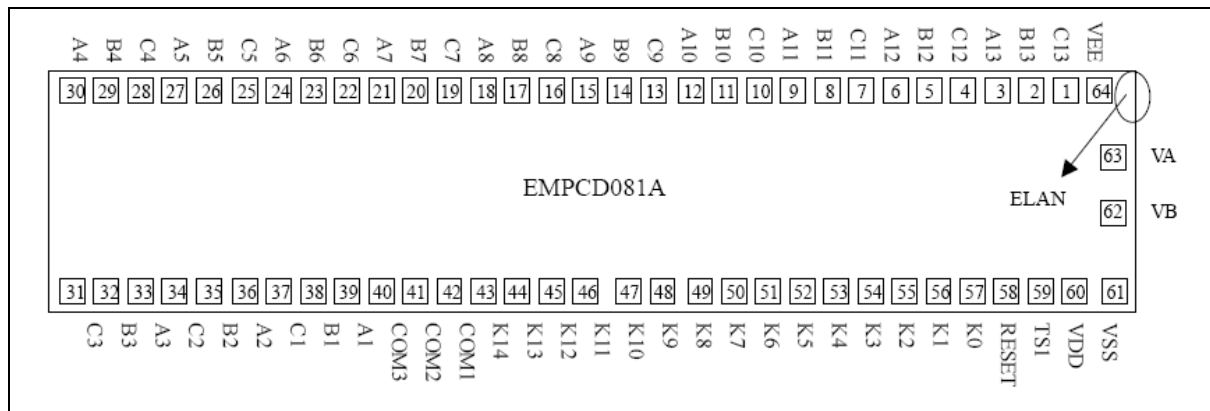 A4 B4 C4 A5 B5 C5 A6 B6 C6 A7 B7 C7 A8 B8 C8 A9 B9 C9 A10 B10 C10 A11 B11 C11 A12 B12 C12 A13 B13 C13 VEE
30 29 28 27 26 25 24 23 22 21 20 19 18 17 16 15 14 13 12 11 10 9 8 7 6 5 4 3 2 1 64
63 VA
EMPCD081A
ELAN
62 VB
31 32 33 34 35 36 37 38 39 40 41 42 43 44 45 46 47 48 49 50 51 52 53 54 55 56 57 58 59 60 61
C3 B3 A3 C2 B2 A2 C1 B1 A1 COM3 COM2 COM1 K14 K13 K12 K11 K10 K9 K8 K7 K6 K5 K4 K3 K2 K1 K0 RESET TS1 VDD VSS